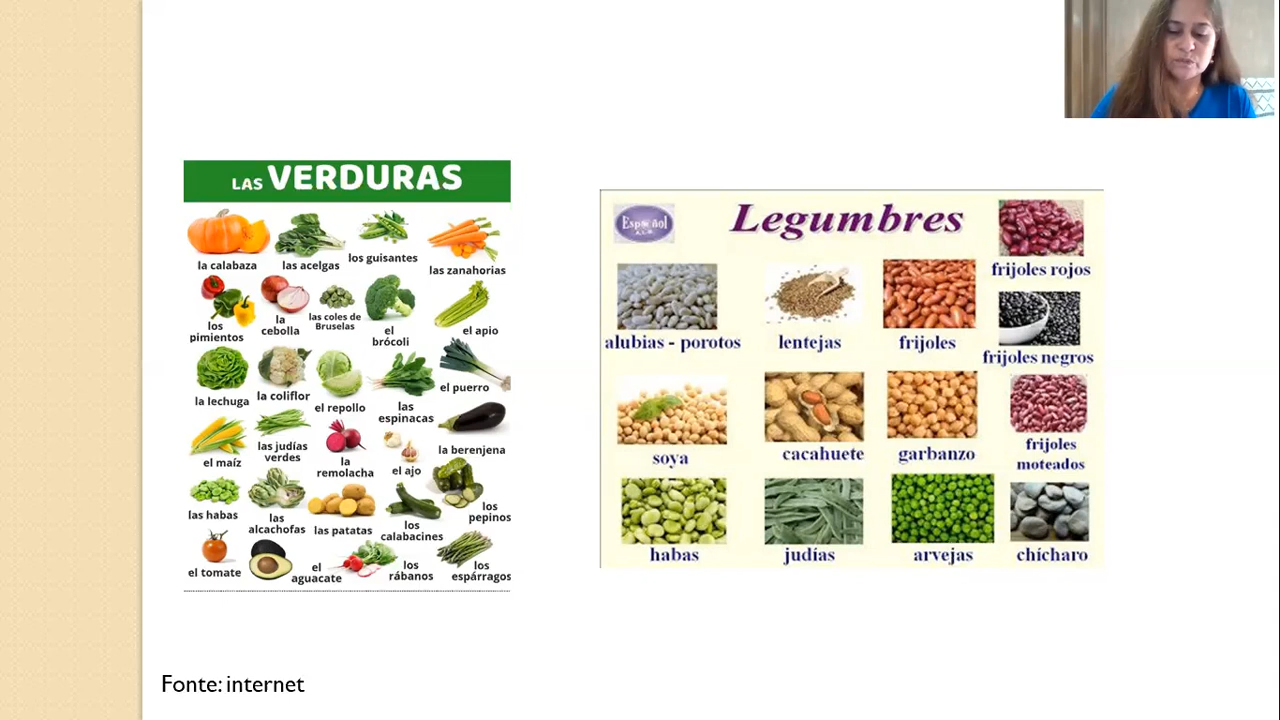 LAS VERDURAS
la calabaza
las acelgas
los guisantes
las zanahorias
los
pimientos
la
cebolla
las coles de
Bruselas
el
brócoli
el apio
la lechuga
la coliflor
el repollo
las
espinacas
el puerro
el maíz
las judías
verdes
la
remolacha
el ajo
la berenjena
las habas
las
alcachofas
las patatas
los
calabacines
los
pepinos
el tomate
el
aguacate
los
rábanos
los
espárragos
Español
Legumbres
frijoles rojos
alubias - porotos
lentejas
frijoles
frijoles negros
soya
cacahuete
garbanzo
frijoles
moteados
habas
judías
arvejas
chícharo
Fonte: internet